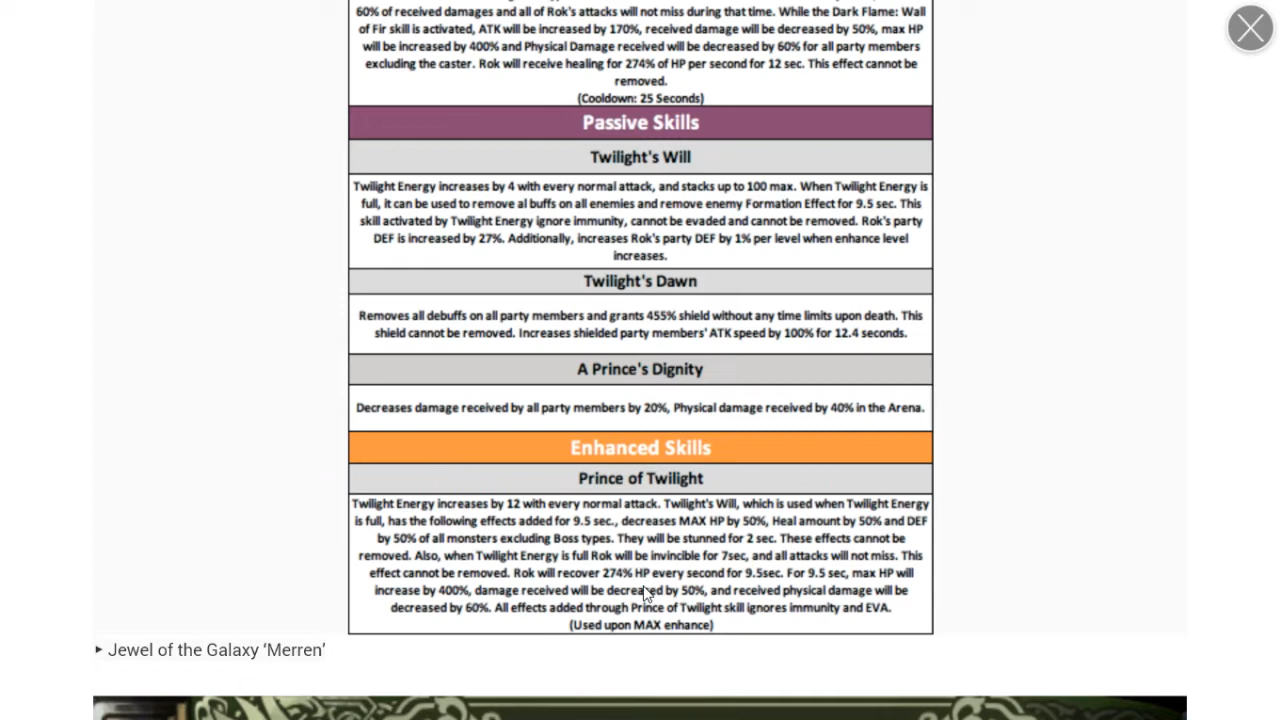 60% of received damages and all of Rok's attacks will not miss during that time. While the Dark Flame: Wall
of Fir skill is activated, ATK will be increased by 170%, received damage will be decreased by 50%, max HP
will be increased by 400% and Physical Damage received will be decreased by 60% for all party members
excluding the caster. Rok will receive healing for 274% of HP per second for 12 sec. This effect cannot be
removed.
(Cooldown: 25 Seconds)
Passive Skills
Twilight's Will
Twilight Energy increases by 4 with every normal attack, and stacks up to 100 max. When Twilight Energy is
full, it can be used to remove al buffs on all enemies and remove enemy Formation Effect for 9.5 sec. This
skill activated by Twilight Energy ignore immunity, cannot be evaded and cannot be removed. Rok's party
DEF is increased by 27%. Additionally, increases Rok's party DEF by 1% per level when enhance level
increases.
Twilight's Dawn
Removes all debuffs on all party members and grants 455% shield without any time limits upon death. This
shield cannot be removed. Increases shielded party members' ATK speed by 100% for 12.4 seconds.
A Prince's Dignity
Decreases damage received by all party members by 20%, Physical damage received by 40% in the Arena.
Enhanced Skills
Prince of Twilight
Twilight Energy increases by 12 with every normal attack. Twilight's Will, which is used when Twilight Energy
is full, has the following effects added for 9.5 sec., decreases MAX HP by 50%, Heal amount by 50% and DEF
by 50% of all monsters excluding Boss types. They will be stunned for 2 sec. These effects cannot be
removed. Also, when Twilight Energy is full Rok will be invincible for 7sec, and all attacks will not miss. This
effect cannot be removed. Rok will recover 274% HP every second for 9.5sec. For 9.5 sec, max HP will
increase by 400%, damage received will be decreased by 50%, and received physical damage will be
decreased by 60%. All effects added through Prince of Twilight skill ignores immunity and EVA.
(Used upon MAX enhance)
Jewel of the Galaxy ‘Merren’